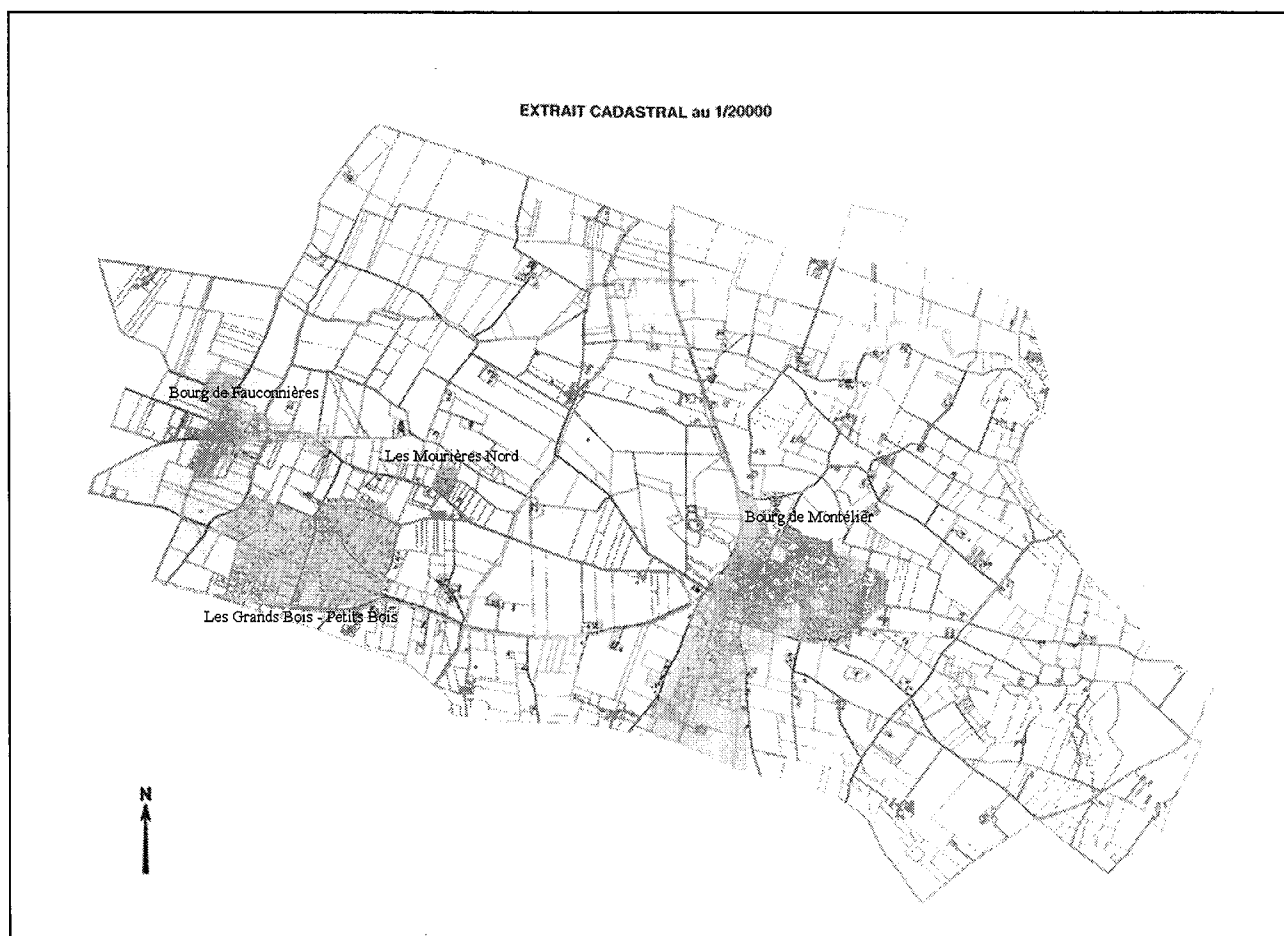 EXTRAIT CADASTRAL au 1/20000
Bourg de Fauconnières
Les Mourières Nord
Bourg de Montélier
Les Grands Bois - Petits Bois
N